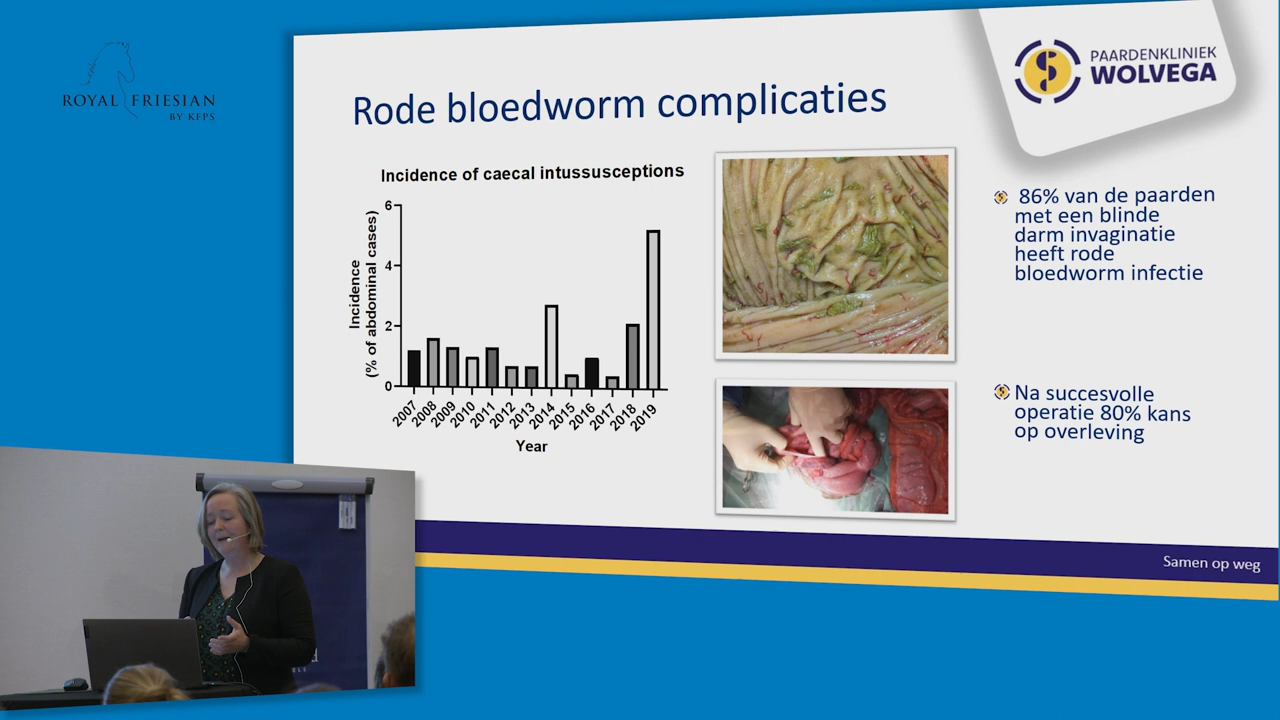 ROYAL FRIESIAN
BY KFPS
PAARDENKLINIEK
WOLVEGA
Rode bloedworm complicaties
Incidence of caecal intussusceptions
Incidence
(% of abdominal cases)
6
4
2
0
2007
2008
2009
2010
2011
2012
2013
2014
2015
2016
2017
2018
2019
Year
86% van de paarden
met een blinde
darm invaginatie
heeft rode
bloedworm infectie
Na succesvolle
operatie 80% kans
op overleving
Samen op weg